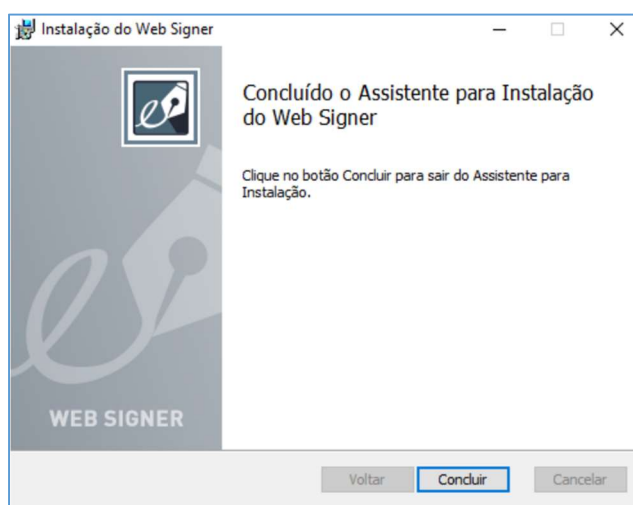 Instalação do Web Signer
Concluído o Assistente para Instalação
do Web Signer
Clique no botão Concluir para sair do Assistente para
Instalação.
WEB SIGNER
Voltar
Concluir
Cancelar